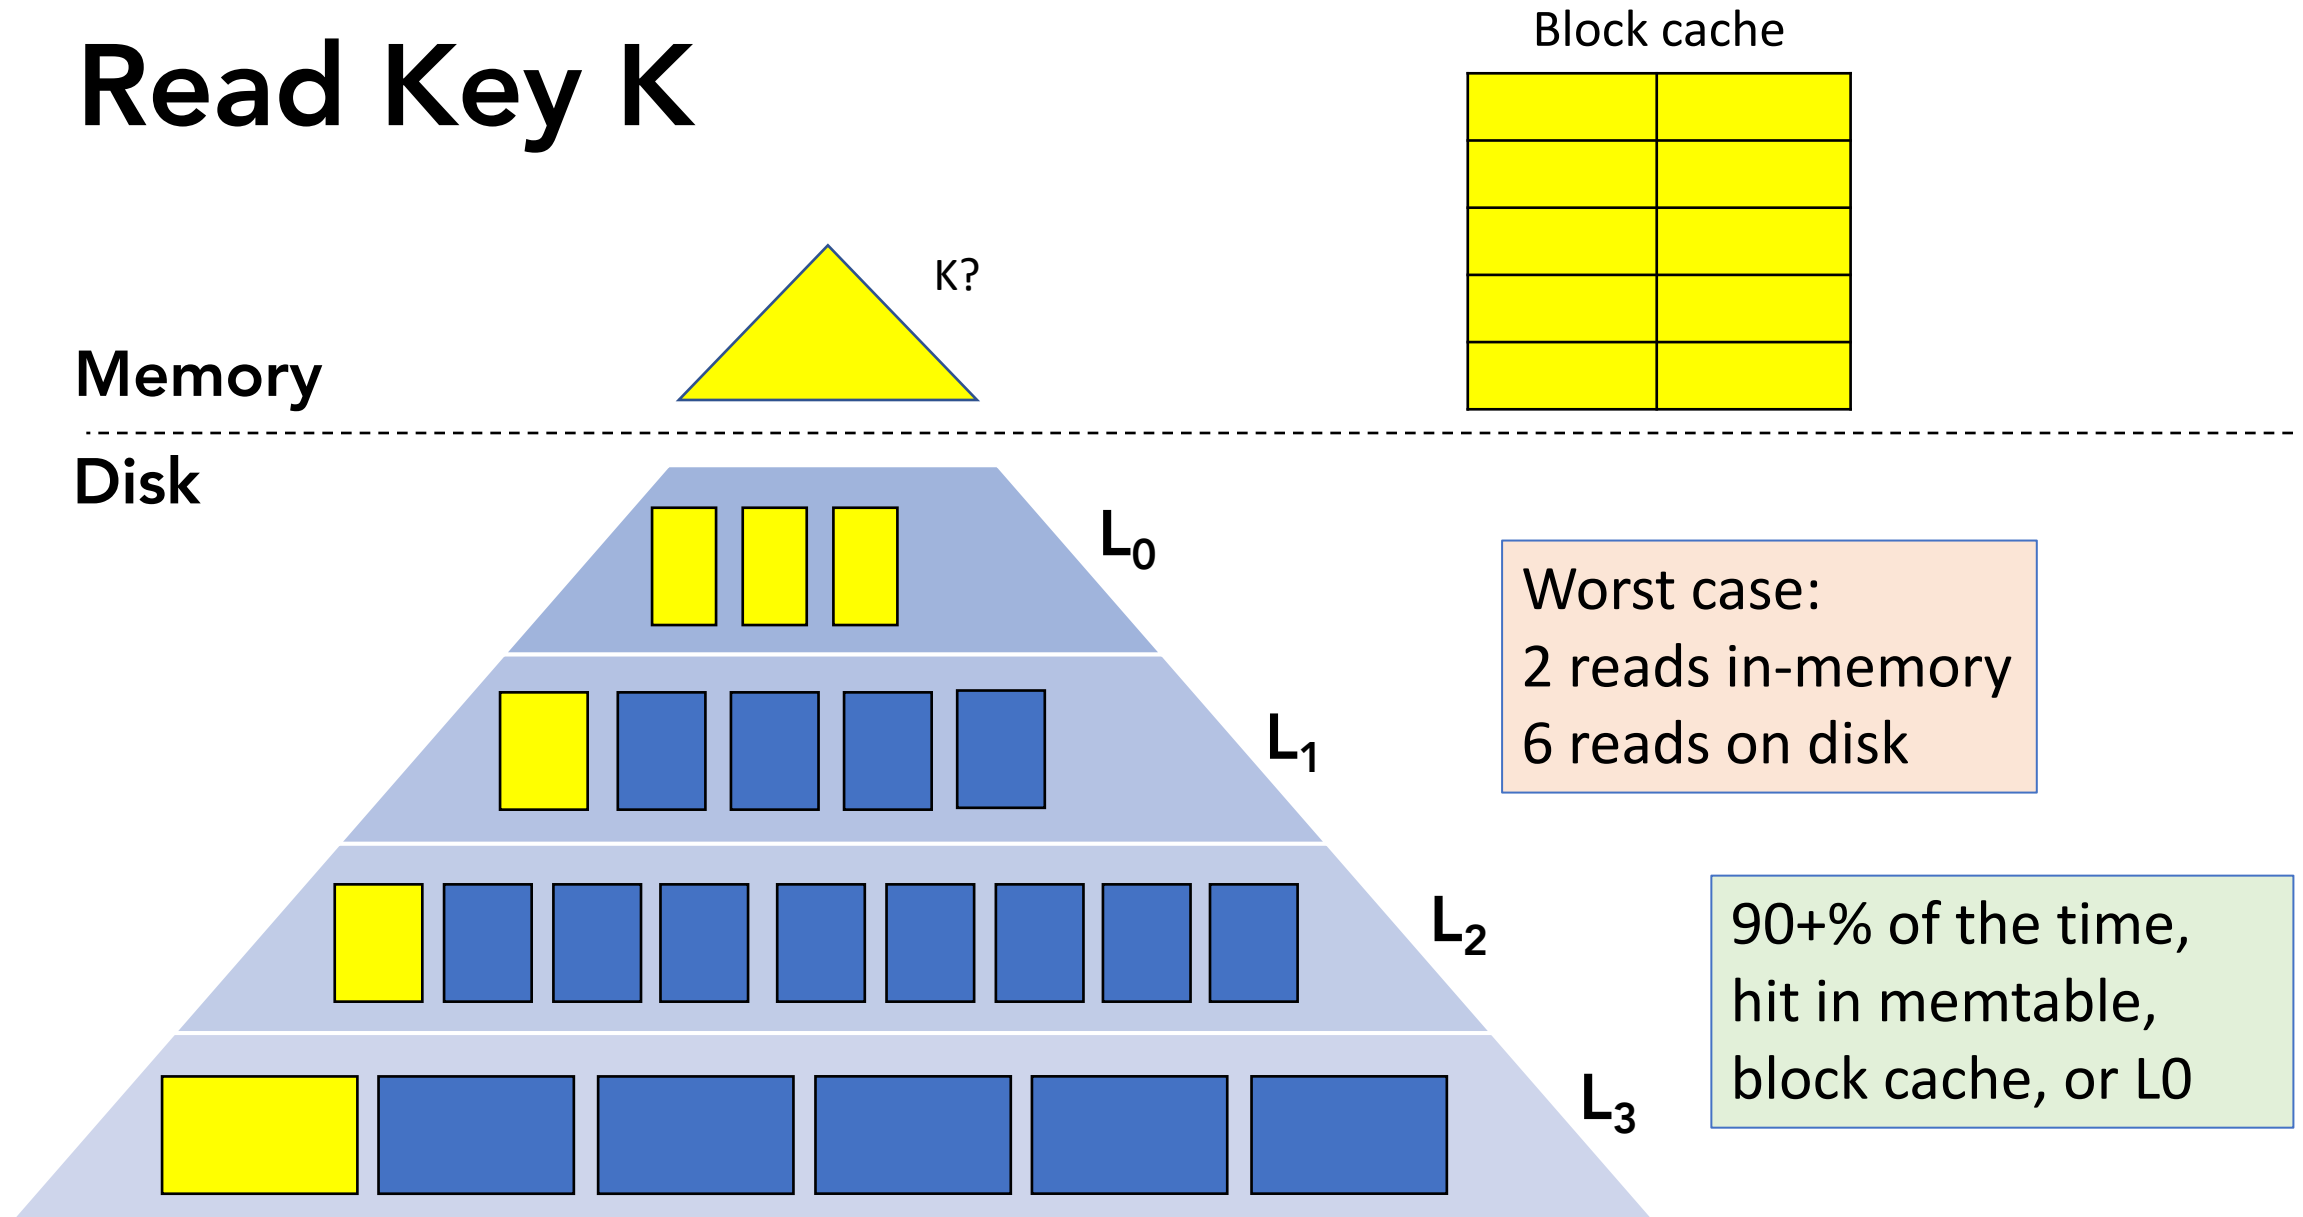 Read Key K
Block cache
K?
Memory
Disk
L0
L1
L2
L3
Worst case:
2 reads in-memory
6 reads on disk
90+% of the time,
hit in memtable,
block cache, or L0